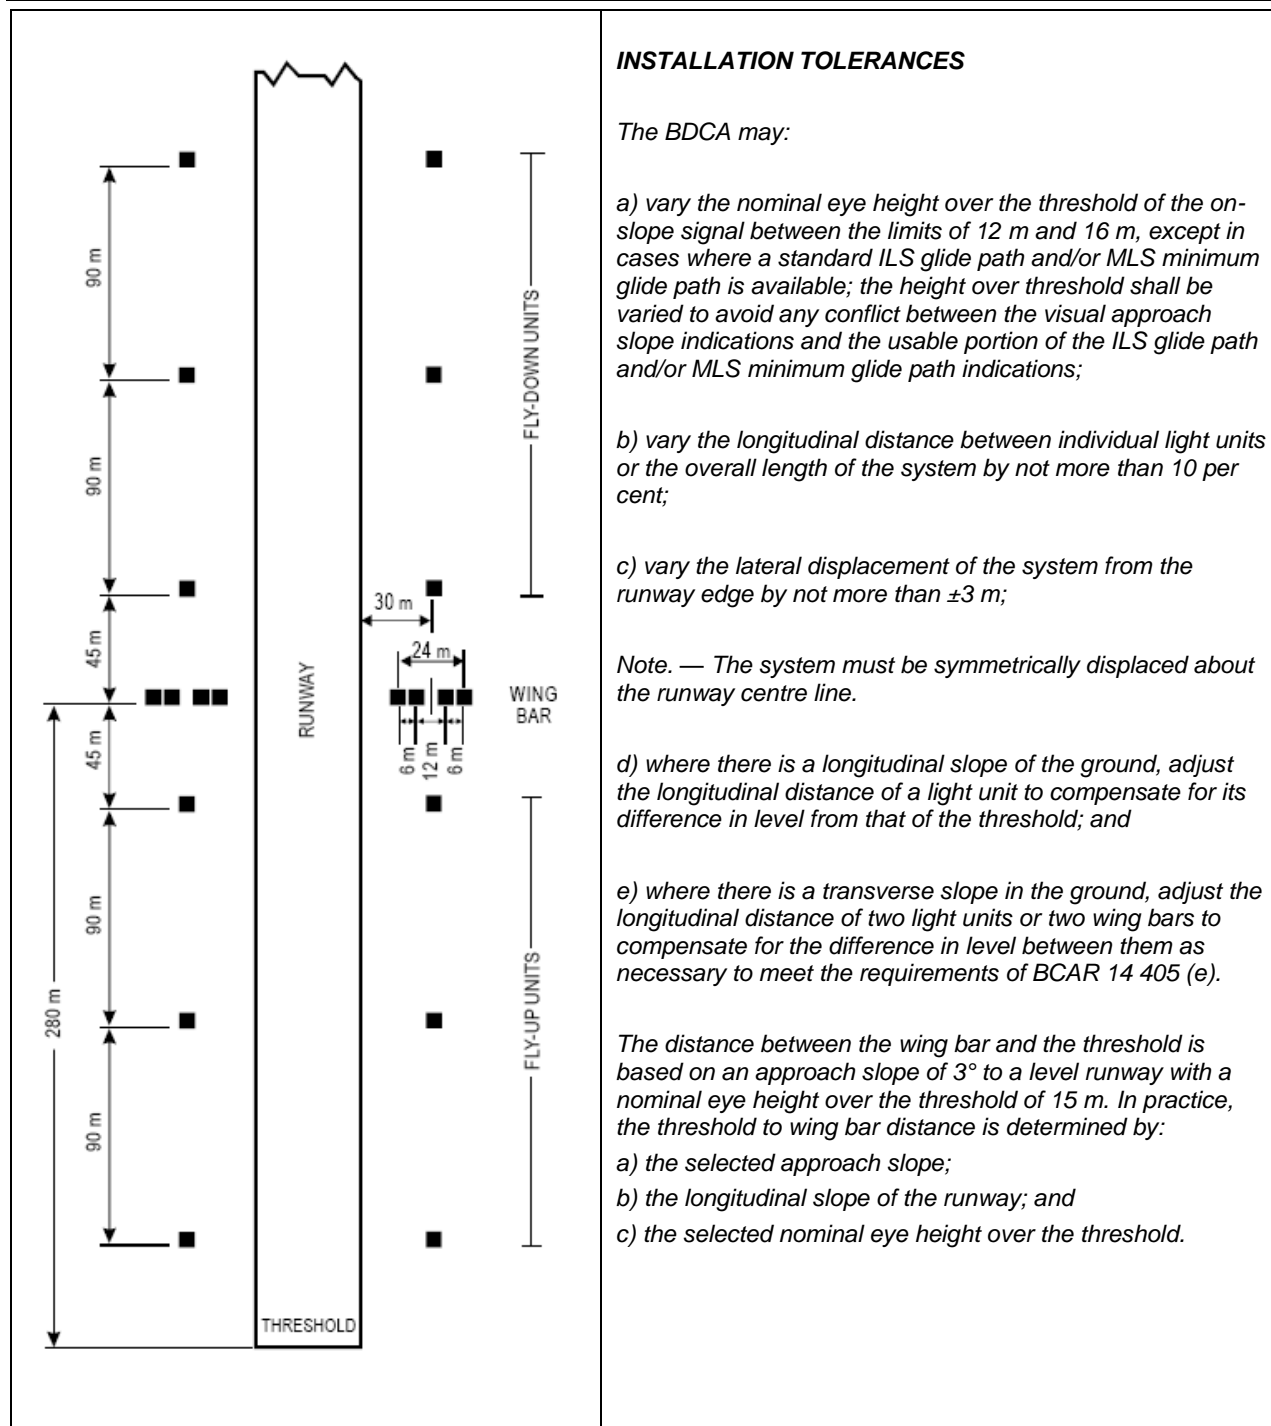 90 m
90 m
45 m
45 m
90 m
90 m
280 m
RUNWAY
THRESHOLD
30 m
24 m
6 m
12 m
6 m
WING
BAR
FLY-DOWN UNITS
FLY-UP UNITS
INSTALLATION TOLERANCES
The BDCA may:
a) vary the nominal eye height over the threshold of the on-
slope signal between the limits of 12 m and 16 m, except in
cases where a standard ILS glide path and/or MLS minimum
glide path is available; the height over threshold shall be
varied to avoid any conflict between the visual approach
slope indications and the usable portion of the ILS glide path
and/or MLS minimum glide path indications;
b) vary the longitudinal distance between individual light units
or the overall length of the system by not more than 10 per
cent;
c) vary the lateral displacement of the system from the
runway edge by not more than ±3 m;
Note. — The system must be symmetrically displaced about
the runway centre line.
d) where there is a longitudinal slope of the ground, adjust
the longitudinal distance of a light unit to compensate for its
difference in level from that of the threshold; and
e) where there is a transverse slope in the ground, adjust the
longitudinal distance of two light units or two wing bars to
compensate for the difference in level between them as
necessary to meet the requirements of BCAR 14 405 (e).
The distance between the wing bar and the threshold is
based on an approach slope of 3° to a level runway with a
nominal eye height over the threshold of 15 m. In practice,
the threshold to wing bar distance is determined by:
a) the selected approach slope;
b) the longitudinal slope of the runway; and
c) the selected nominal eye height over the threshold.